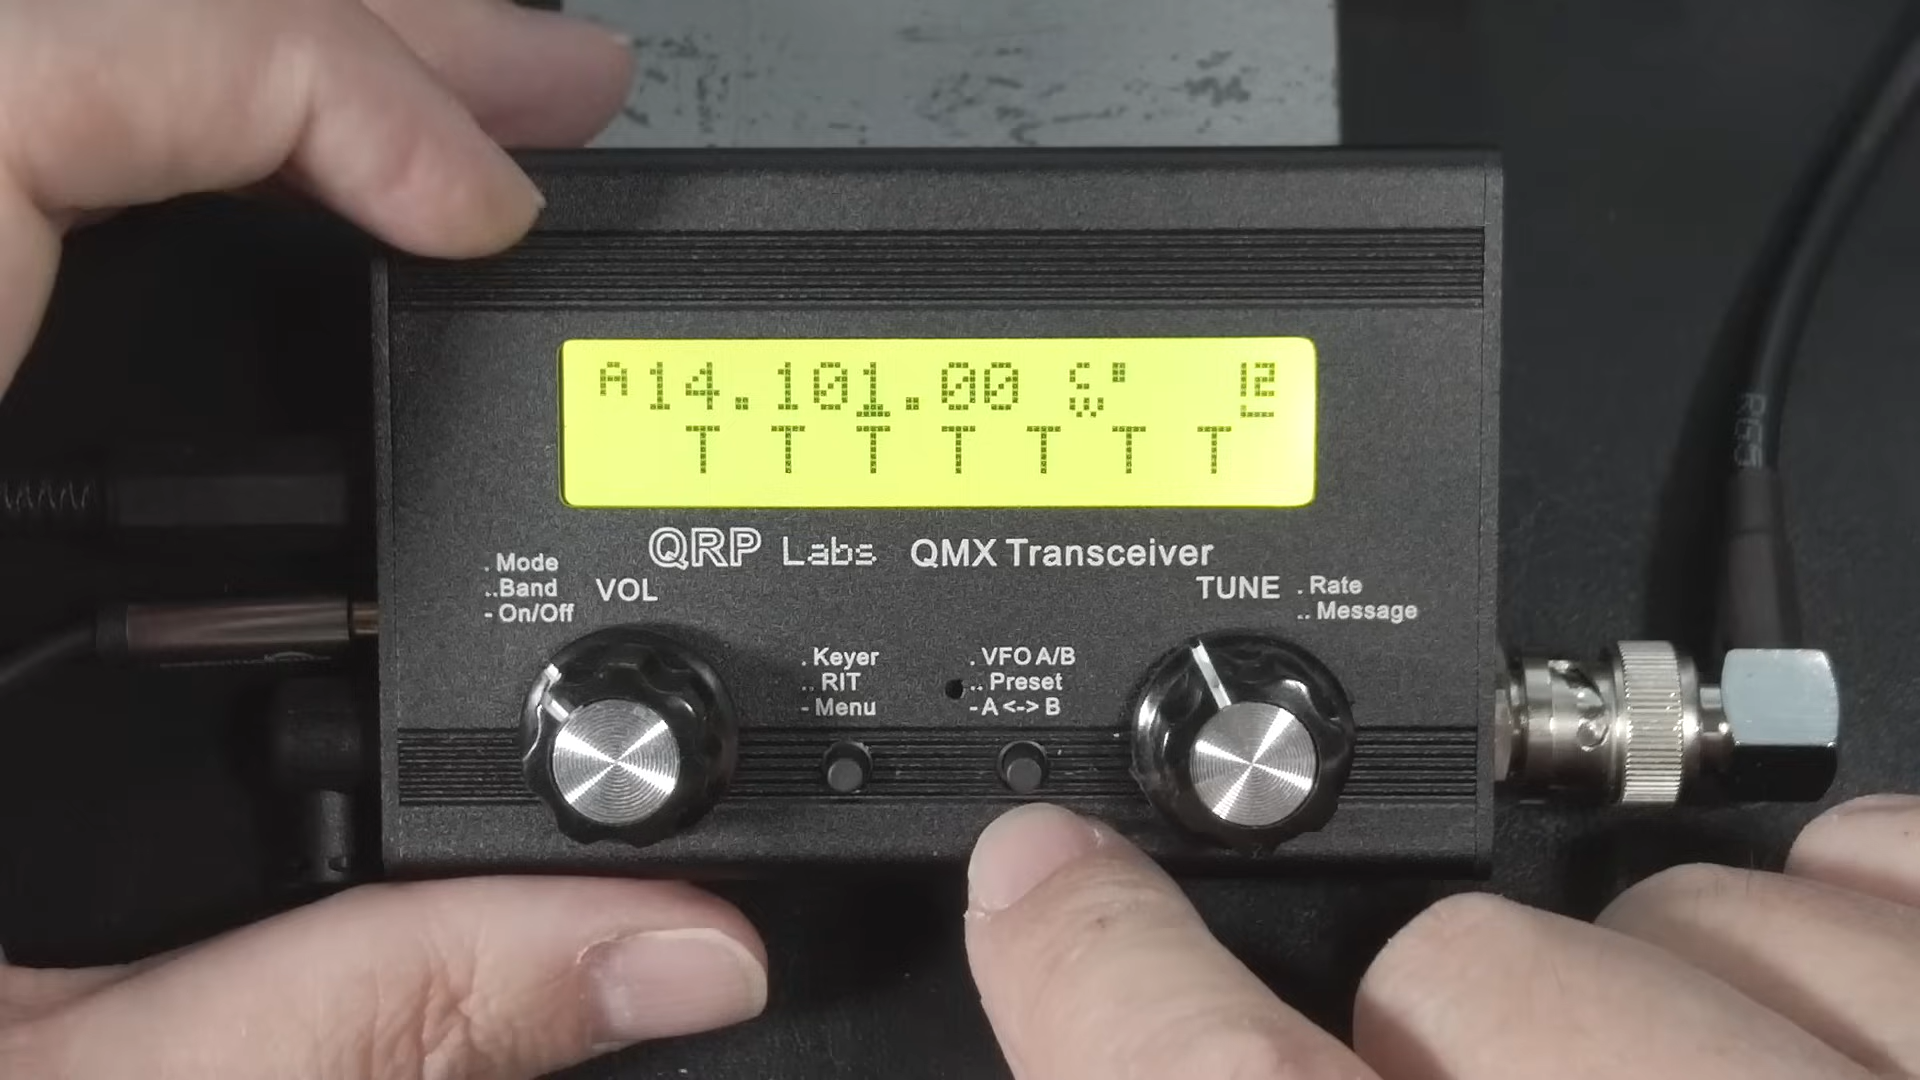 A14.101.00
T T T T T T T
QRP Labs QMX Transceiver
. Mode
..Band
- On/Off
VOL
TUNE
. Rate
.. Message
. Keyer
.. RIT
- Menu
. VFO A/B
.. Preset
- A <-> B